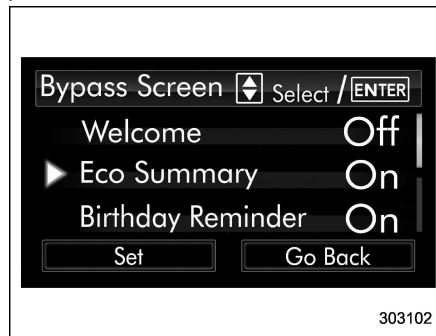 Bypass Screen Select / ENTER
Welcome Off
Eco Summary On
Birthday Reminder On
Set Go Back
303102